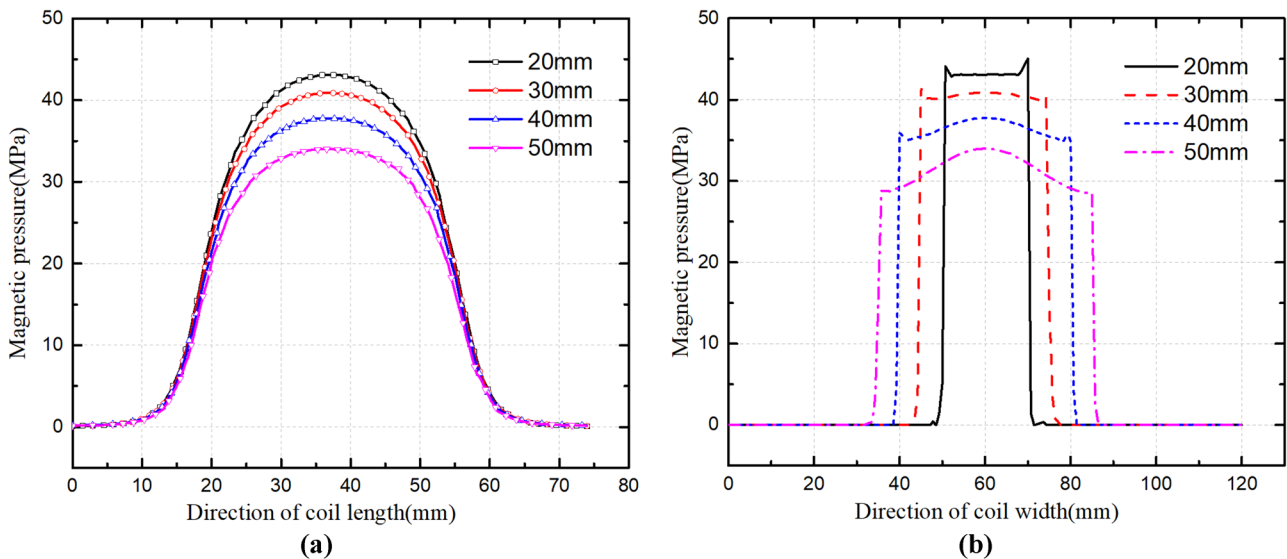 50
40
30
20
10
0
Magnetic pressure(MPa)
20mm
30mm
40mm
50mm
0 10 20 30 40 50 60 70 80
Direction of coil length(mm)
(a)
50
40
30
20
10
0
Magnetic pressure(MPa)
20mm
30mm
40mm
50mm
0 20 40 60 80 100 120
Direction of coil width(mm)
(b)